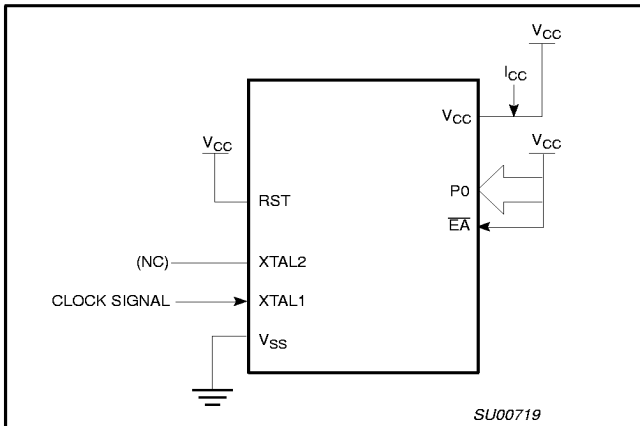 VCC
ICC
VCC
VCC
VCC
P0
RST
EA
(NC)
XTAL2
CLOCK SIGNAL
XTAL1
VSS
SU00719